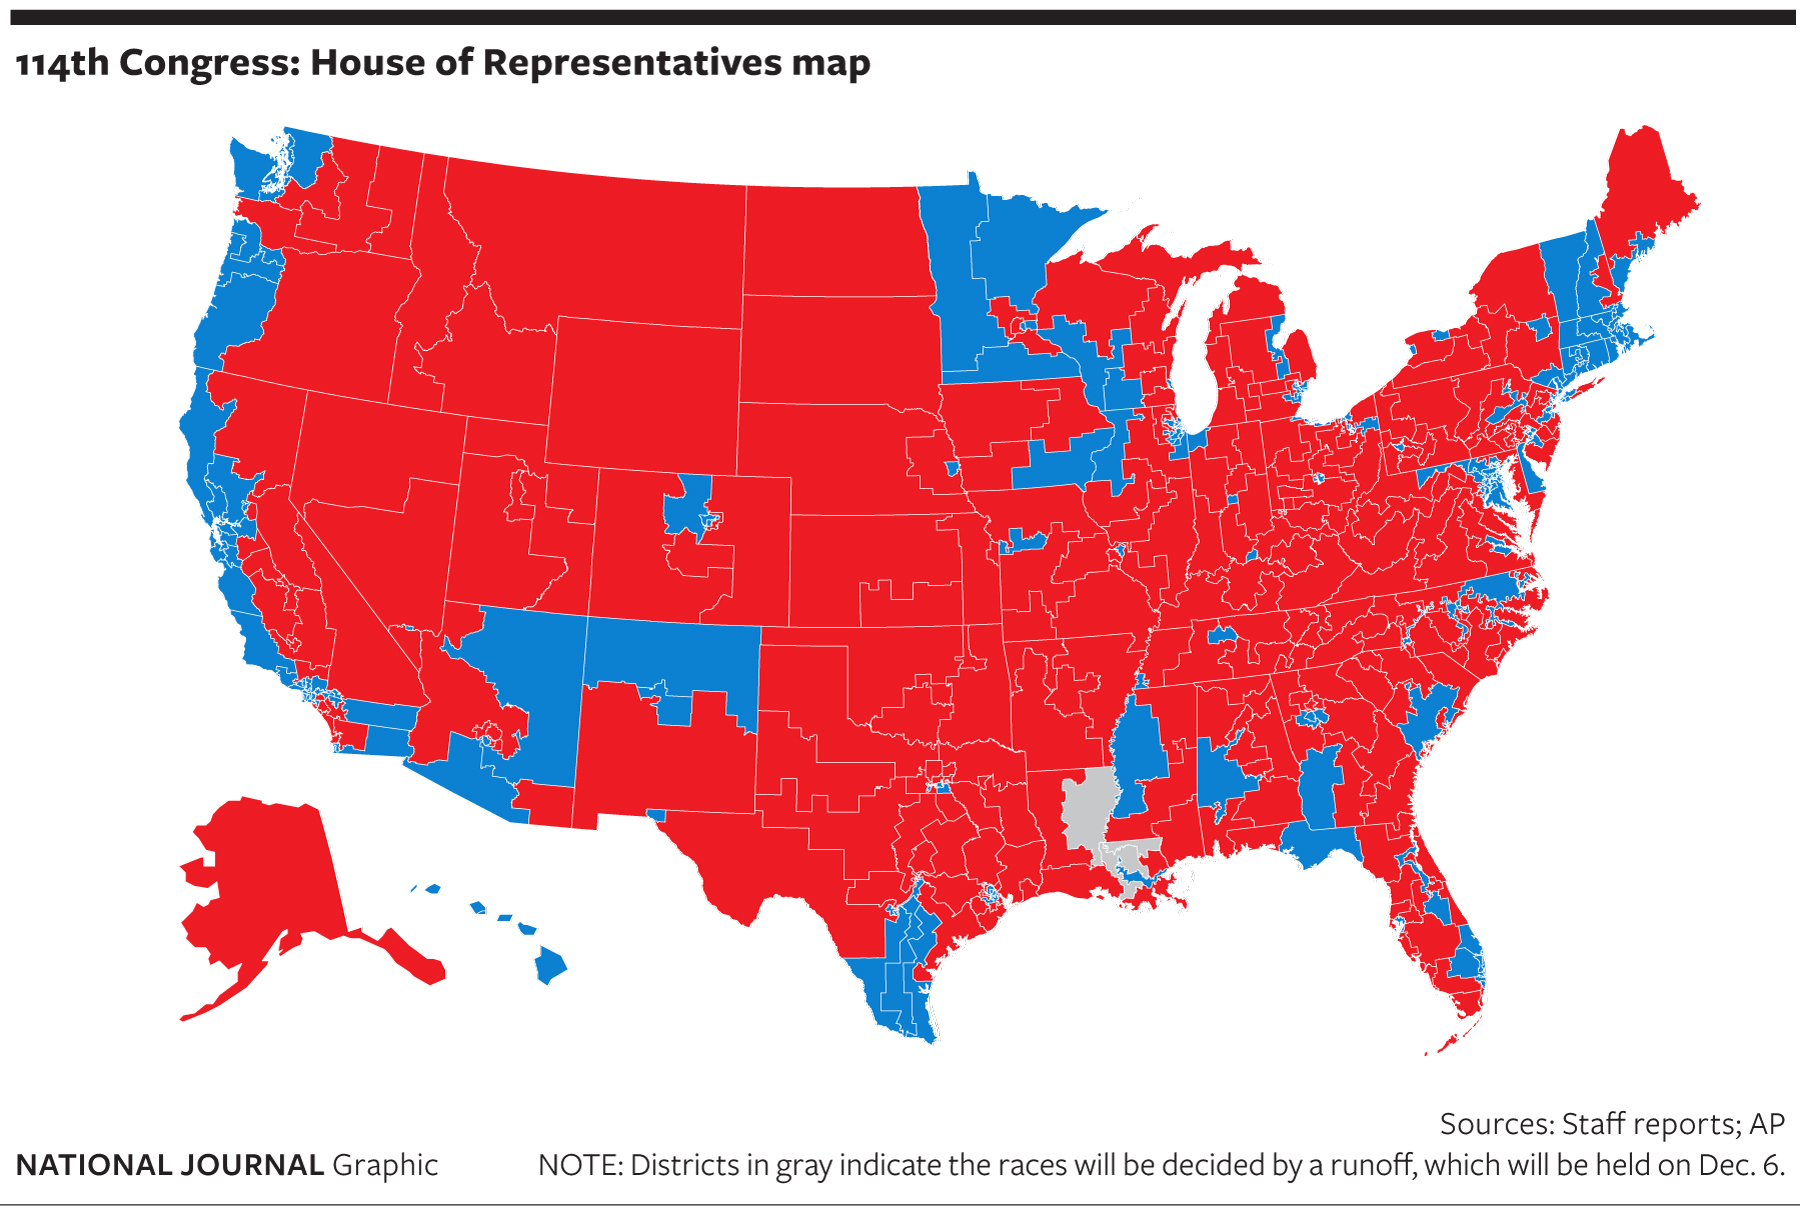 114th Congress: House of Representatives map
Sources: Staff reports; AP
NATIONAL JOURNAL Graphic
NOTE: Districts in gray indicate the races will be decided by a runoff, which will be held on Dec. 6.